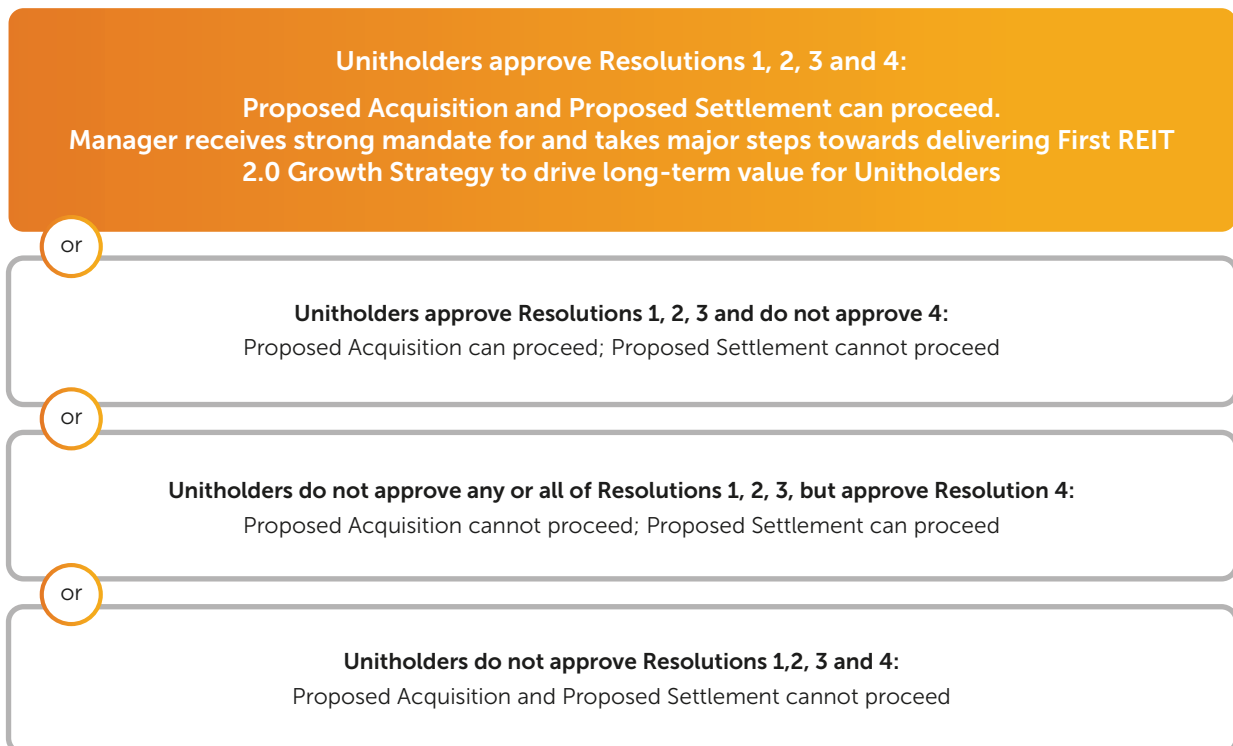 Unitholders approve Resolutions 1, 2, 3 and 4:
Proposed Acquisition and Proposed Settlement can proceed.
Manager receives strong mandate for and takes major steps towards delivering First REIT
2.0 Growth Strategy to drive long-term value for Unitholders
or
Unitholders approve Resolutions 1, 2, 3 and do not approve 4:
Proposed Acquisition can proceed; Proposed Settlement cannot proceed
or
Unitholders do not approve any or all of Resolutions 1, 2, 3, but approve Resolution 4:
Proposed Acquisition cannot proceed; Proposed Settlement can proceed
or
Unitholders do not approve Resolutions 1,2, 3 and 4:
Proposed Acquisition and Proposed Settlement cannot proceed